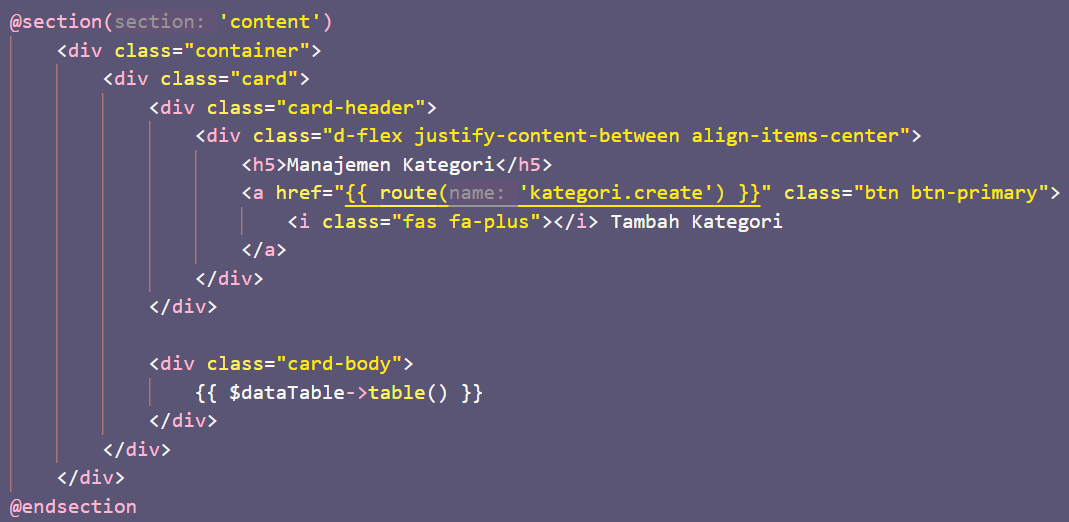 @section(section: 'content')
    <div class="container">
        <div class="card">
            <div class="card-header">
                <div class="d-flex justify-content-between align-items-center">
                    <h5>Manajemen Kategori</h5>
                    <a href="{{ route(name: 'kategori.create') }}" class="btn btn-primary">
                        <i class="fas fa-plus"></i> Tambah Kategori
                    </a>
                </div>
            </div>

            <div class="card-body">
                {{ $dataTable->table() }}
            </div>
        </div>
    </div>
@endsection